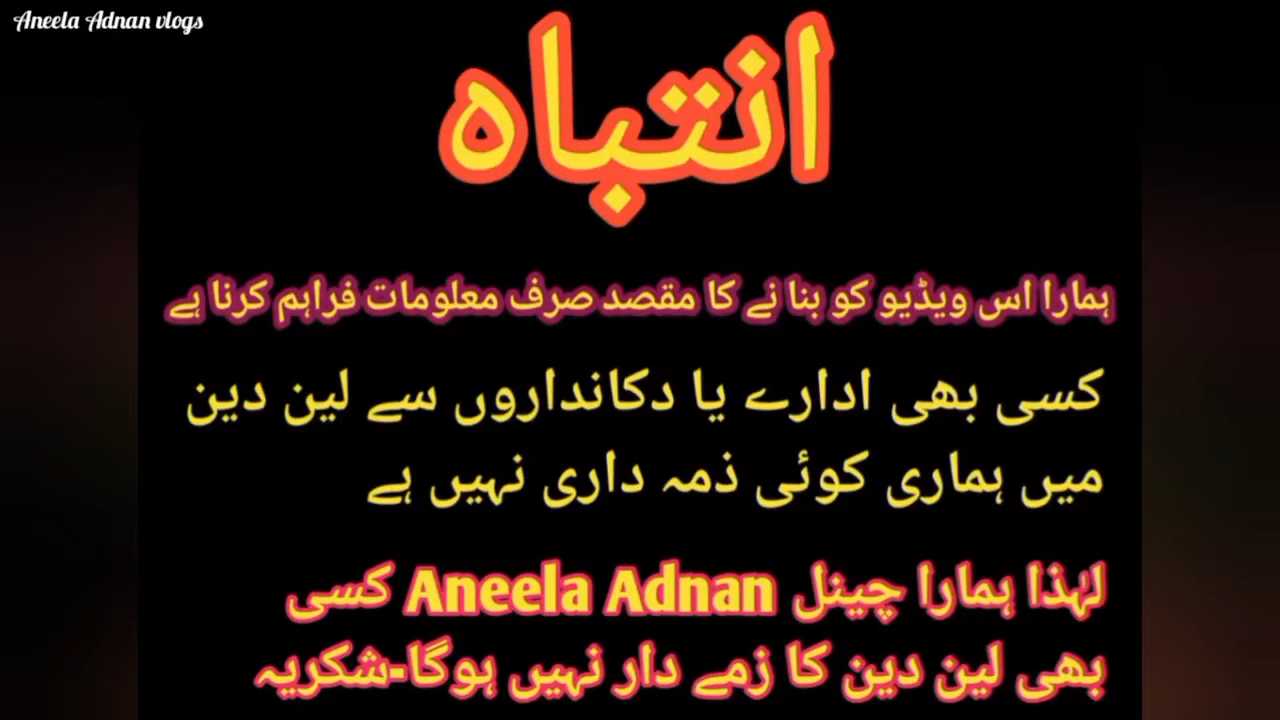 Aneela Adnan vlogs
انتباہ
ہمارا اس ویڈیو کو بنا نے کا مقصد صرف معلومات فراہم کرنا ہے
کسی بھی ادارے یا دکانداروں سے لین دین
میں ہماری کوئی ذمہ داری نہیں ہے
لہٰذا ہمارا چینل Aneela Adnan کسی
بھی لین دین کا زمے دار نہیں ہوگا-شکریہ